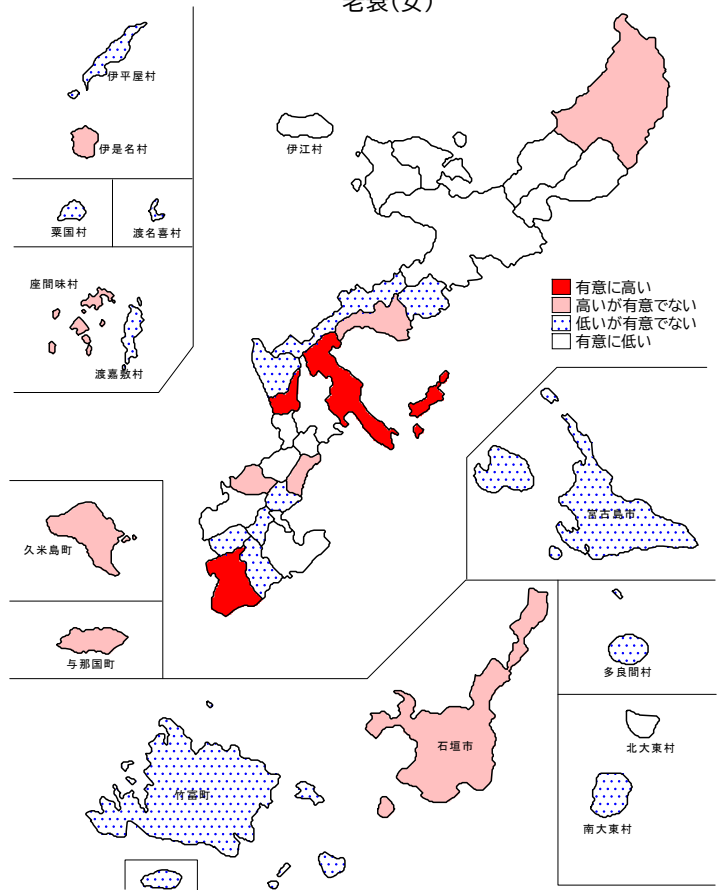 老衰(女)
伊平屋村
伊是名村
伊江村
粟国村
渡名喜村
座間味村
渡嘉敷村
有意に高い
高いが有意でない
低いが有意でない
有意に低い
宮古島市
久米島町
与那国町
多良間村
石垣市
北大東村
竹富町
南大東村